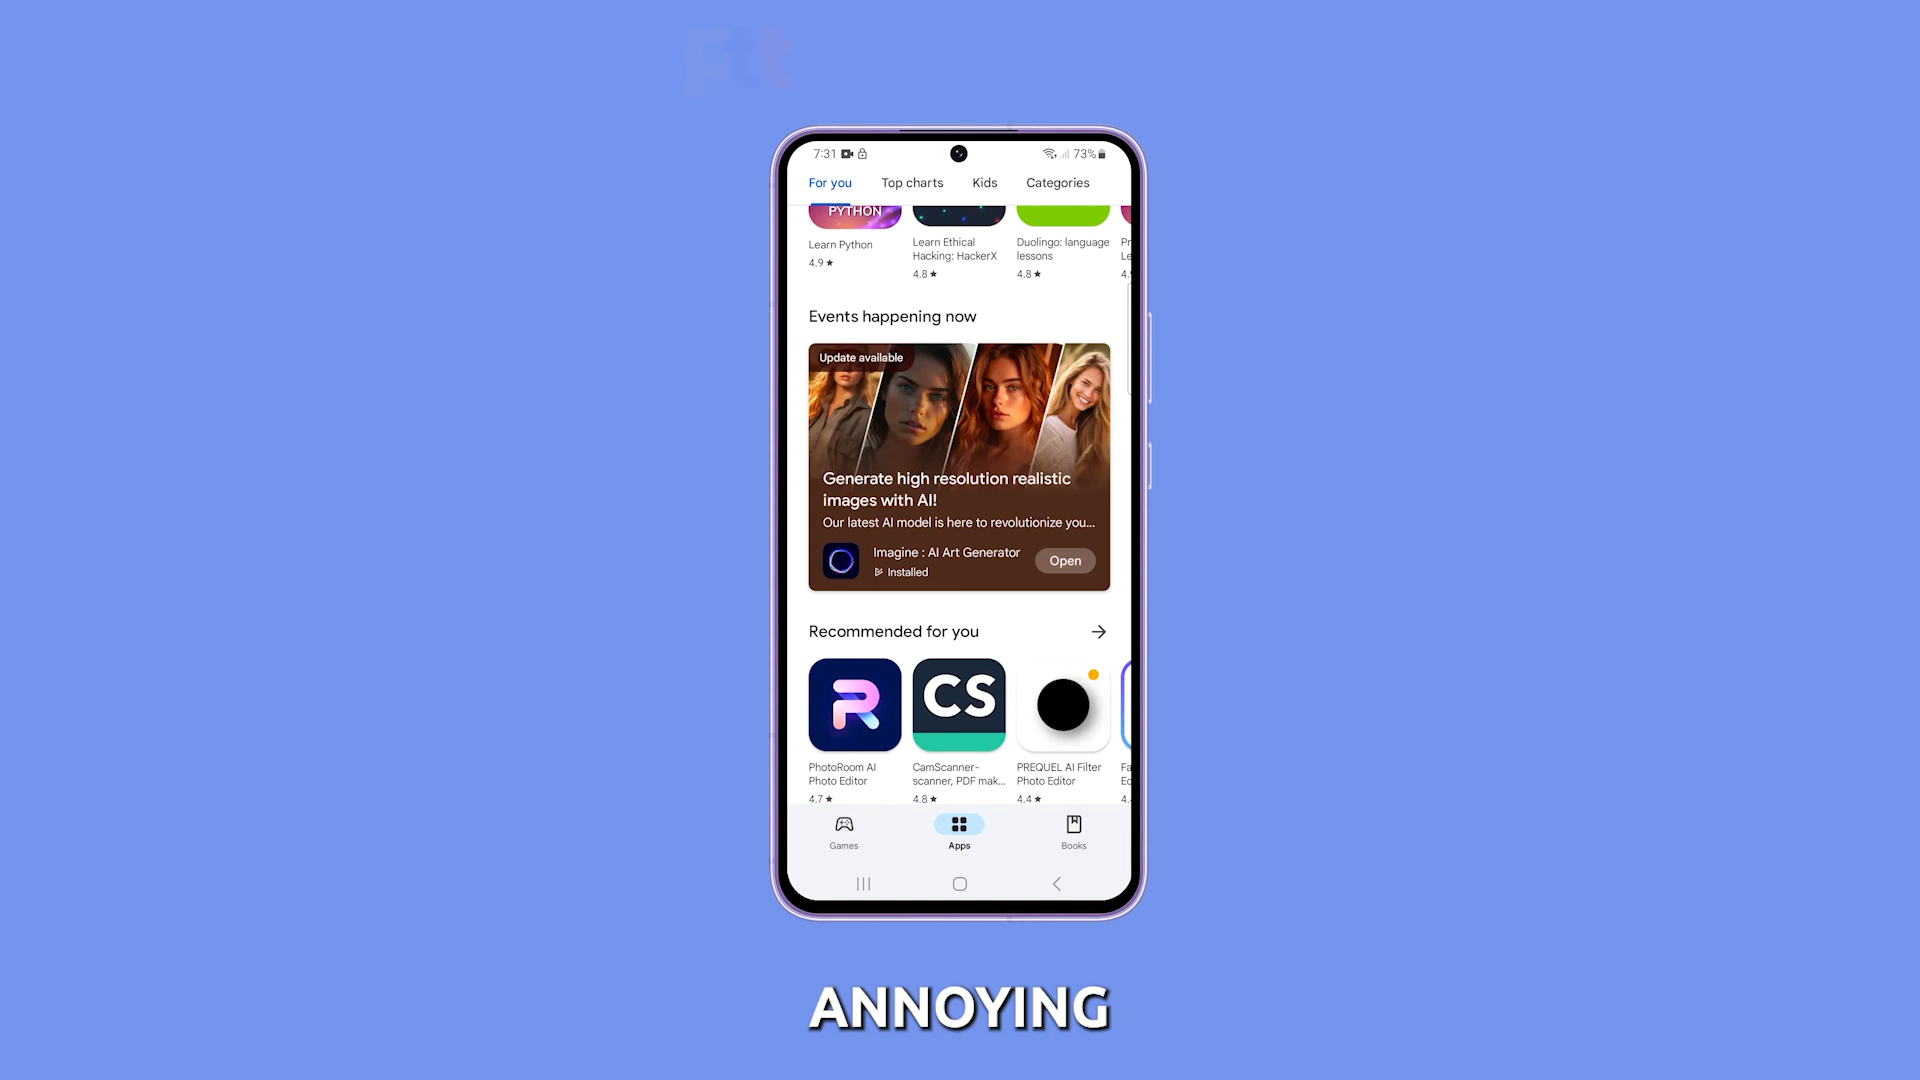 7:31 73%
For you Top charts Kids Categories
PYTHON
Learn Python
4.9 ★
Learn Ethical
Hacking: HackerX
4.8 ★
Duolingo: language
lessons
4.8 ★
Events happening now
Update available
Generate high resolution realistic
images with AI!
Our latest AI model is here to revolutionize you...
Imagine : AI Art Generator
Installed
Open
Recommended for you
R
CS
PhotoRoom AI
Photo Editor
4.7 ★
CamScanner-
scanner, PDF mak...
4.8 ★
PREQUEL AI Filter
Photo Editor
4.4 ★
Games Apps Books
ANNOYING